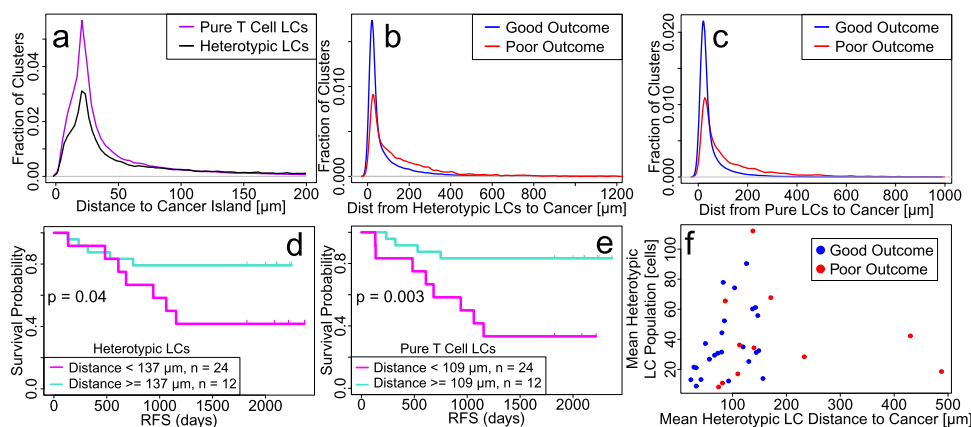 a
Pure T Cell LCs
Heterotypic LCs
Fraction of Clusters
0.00
0.02
0.04
0
50
100
150
200
Distance to Cancer Island [µm]
b
Good Outcome
Poor Outcome
Fraction of Clusters
0.000
0.010
0
200
400
600
800
1200
Dist from Heterotypic LCs to Cancer [µm]
c
Good Outcome
Poor Outcome
Fraction of Clusters
0.000
0.010
0.020
0
200
400
600
800
1000
Dist from Pure LCs to Cancer [µm]
d
p = 0.04
Survival Probability
0.4
0.8
Heterotypic LCs
Distance < 137 µm, n = 24
Distance >= 137 µm, n = 12
0
500
1000
1500
2000
RFS (days)
e
p = 0.003
Survival Probability
0.4
0.8
Pure T Cell LCs
Distance < 109 µm, n = 24
Distance >= 109 µm, n = 12
0
500
1000
1500
2000
RFS (days)
f
Good Outcome
Poor Outcome
Mean Heterotypic
LC Population [cells]
20
40
60
100
100
200
300
400
500
Mean Heterotypic LC Distance to Cancer [µm]